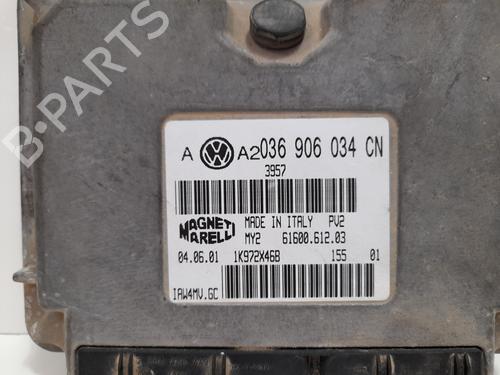 B-PARTS
A A2 036 906 034 CN
3957
MAGNETI MARELLI
MADE IN ITALY PV2
MY2 61600.612.03
04.06.01 1K972X46B 155 01
IAW4MV.GC